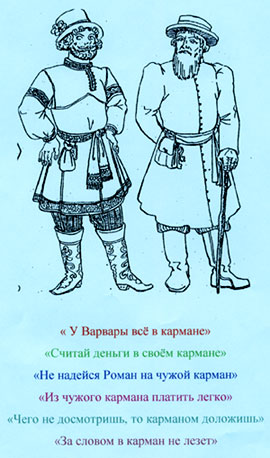 « У Варвары всё в кармане»
«Считай деньги в своём кармане»
«Не надейся Роман на чужой карман»
«Из чужого кармана платить легко»
«Чего не досмотришь, то карманом доложишь»
«За словом в карман не лезет»